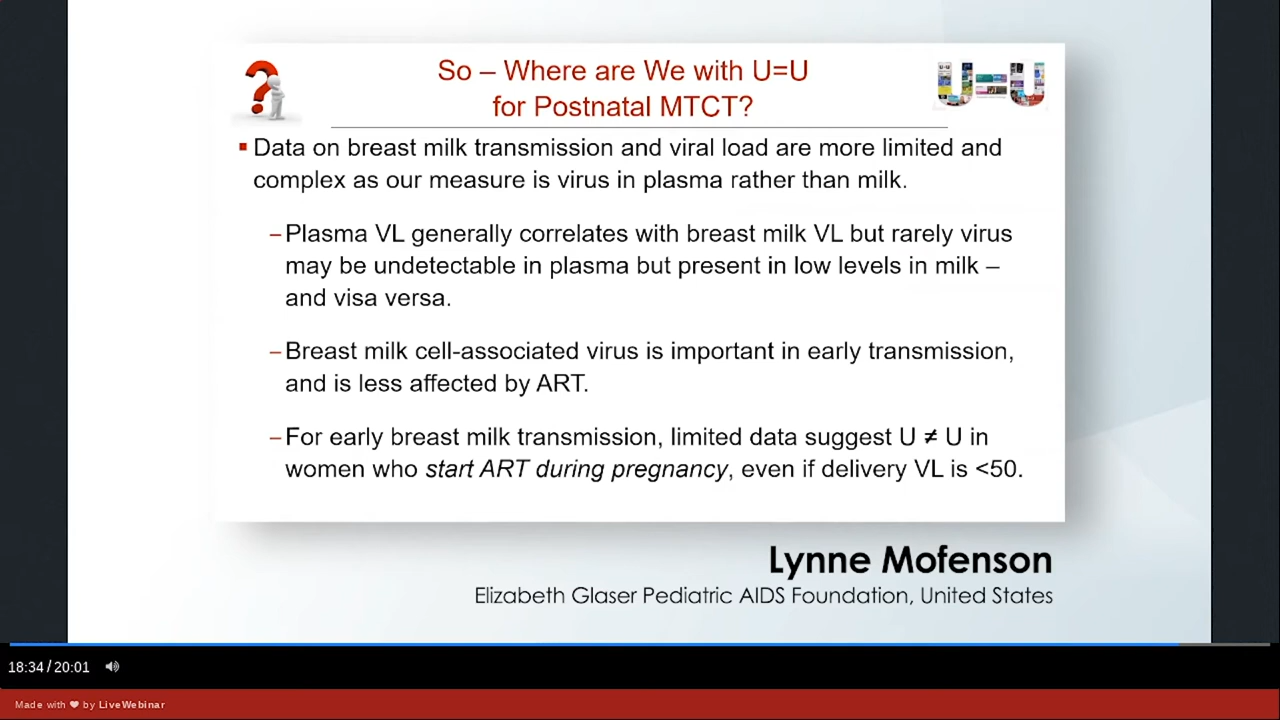 So – Where are We with U=U
for Postnatal MTCT?
U=U
▪ Data on breast milk transmission and viral load are more limited and
complex as our measure is virus in plasma rather than milk.
–Plasma VL generally correlates with breast milk VL but rarely virus
may be undetectable in plasma but present in low levels in milk –
and visa versa.
–Breast milk cell-associated virus is important in early transmission,
and is less affected by ART.
–For early breast milk transmission, limited data suggest U ≠ U in
women who start ART during pregnancy, even if delivery VL is <50.
Lynne Mofenson
Elizabeth Glaser Pediatric AIDS Foundation, United States
18:34 / 20:01
Made with ❤ by LiveWebinar